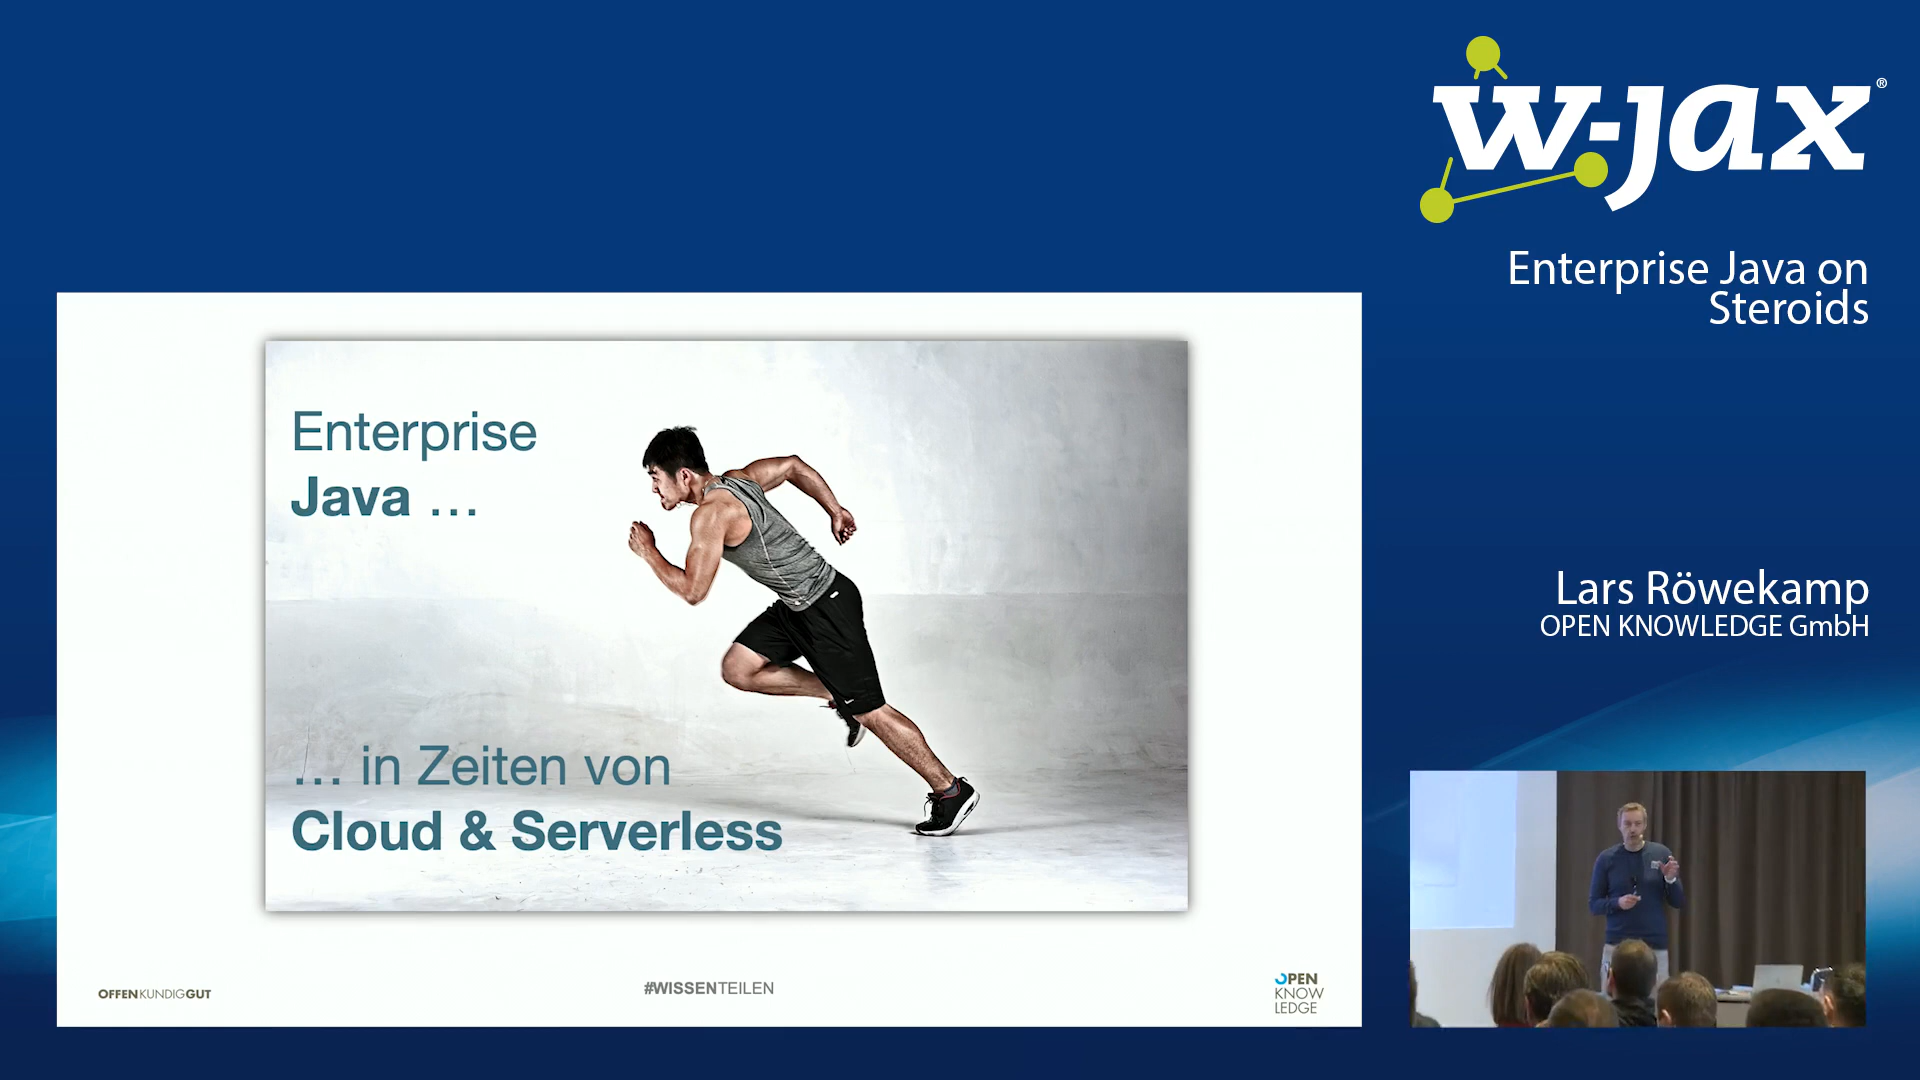 w-jax®
Enterprise Java on
Steroids
Enterprise
Java ...
... in Zeiten von
Cloud & Serverless
Lars Röwekamp
OPEN KNOWLEDGE GmbH
OFFENKUNDIGGUT
#WISSENTEILEN
OPEN
KNOW
LEDGE